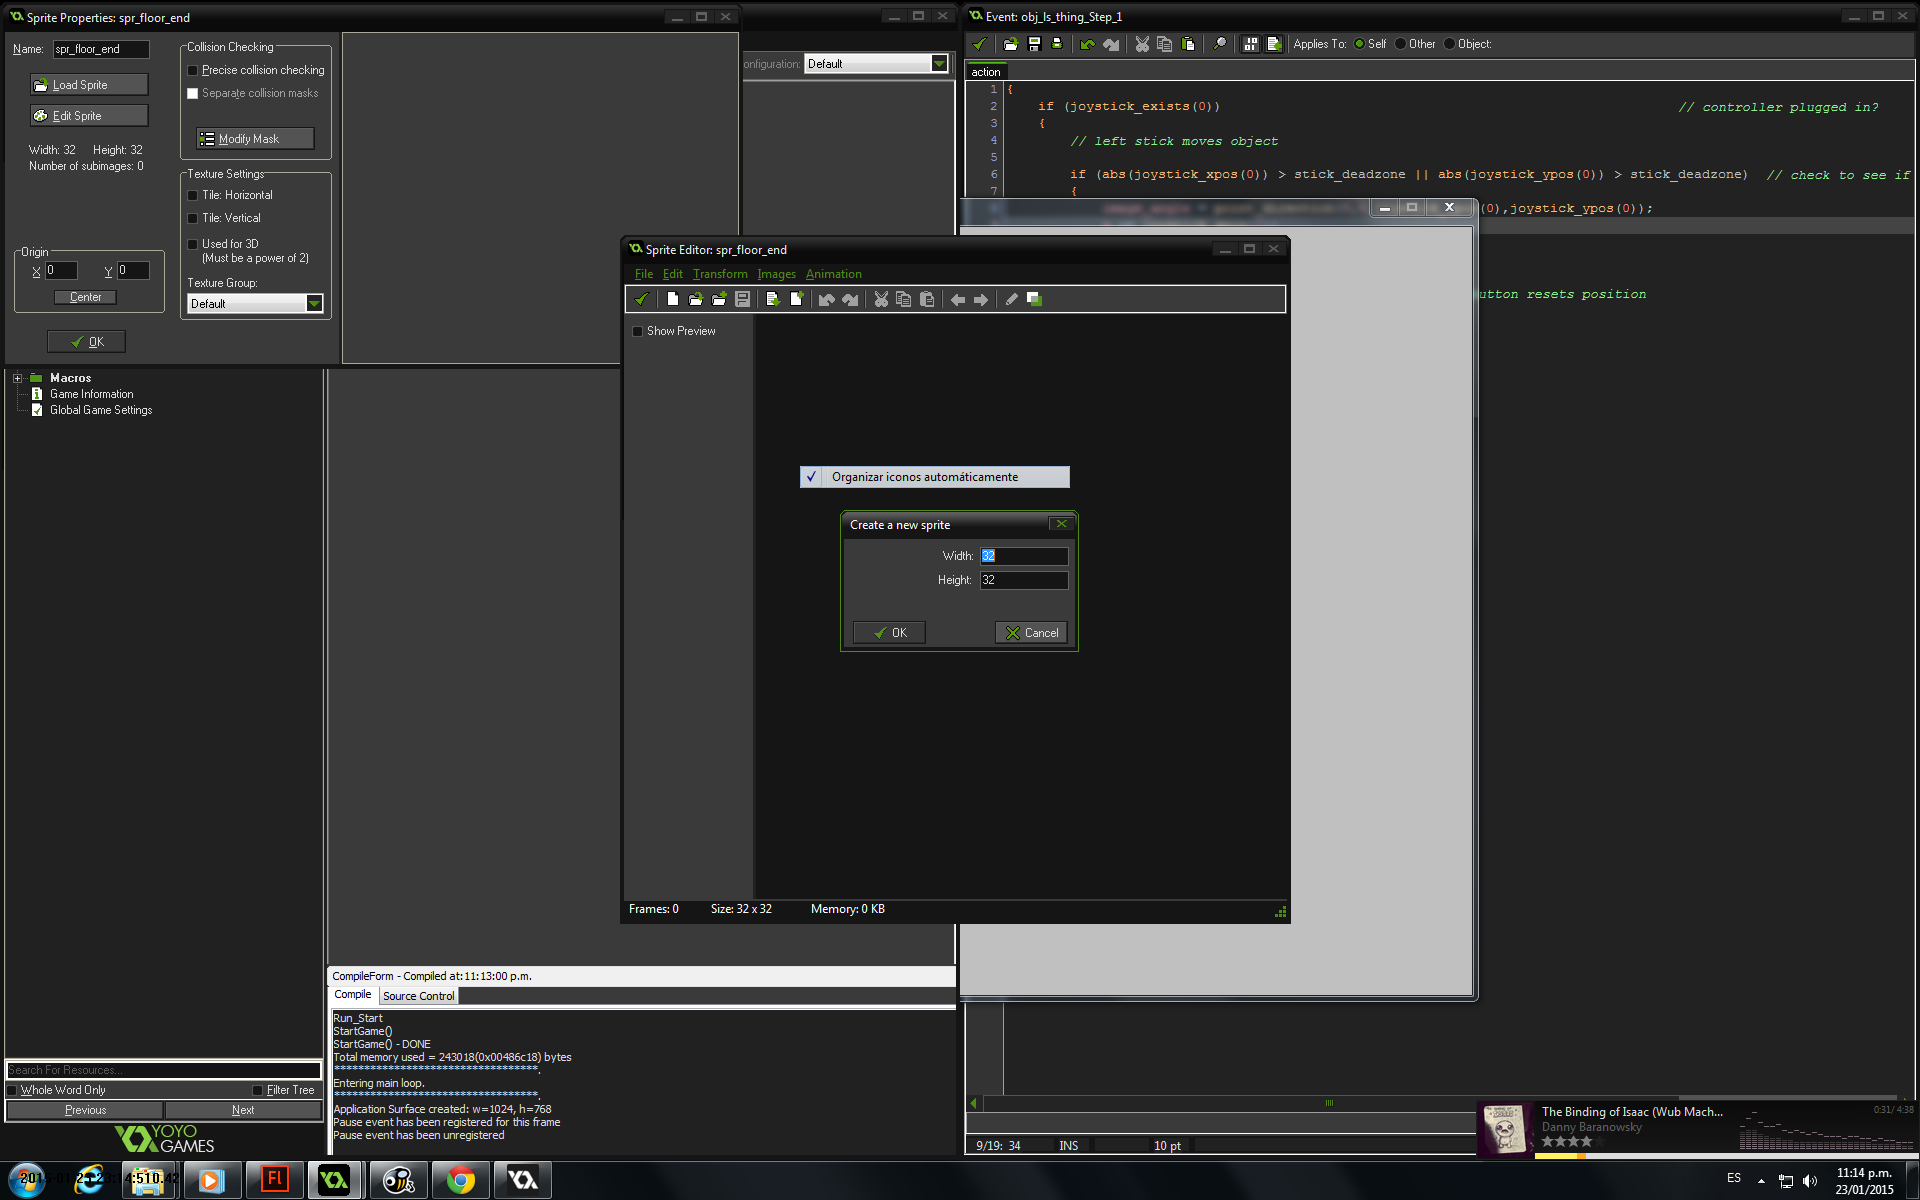 Sprite Properties: spr_floor_end
Name: spr_floor_end
Load Sprite
Edit Sprite
Width: 32 Height: 32
Number of subimages: 0
Collision Checking
Precise collision checking
Separate collision masks
Modify Mask
Texture Settings
Tile: Horizontal
Tile: Vertical
Used for 3D
(Must be a power of 2)
Texture Group:
Default
Origin
X 0 Y 0
Center
OK
onfiguration: Default
Macros
Game Information
Global Game Settings
Event: obj_ls_thing_Step_1
Applies To: Self Other Object:
action
1 {
2 if (joystick_exists(0)) // controller plugged in?
3 {
4 // left stick moves object
5
6 if (abs(joystick_xpos(0)) > stick_deadzone || abs(joystick_ypos(0)) > stick_deadzone) // check to see if
7 {
(0),joystick_ypos(0));
utton resets position
Sprite Editor: spr_floor_end
File Edit Transform Images Animation
Show Preview
Organizar iconos automáticamente
Create a new sprite
Width: 32
Height: 32
OK Cancel
Frames: 0 Size: 32 x 32 Memory: 0 KB
CompileForm - Compiled at: 11:13:00 p.m.
Compile Source Control
Run_Start
StartGame()
StartGame() - DONE
Total memory used = 243018(0x00486c18) bytes
**********************************.
Entering main loop.
**********************************.
Application Surface created: w=1024, h=768
Pause event has been registered for this frame
Pause event has been unregistered
Search For Resources...
Whole Word Only Filter Tree
Previous Next
YOYO
GAMES
9/19: 34 INS 10 pt
The Binding of Isaac (Wub Mach...
Danny Baranowsky
0:31/ 4:38
Fl
ES
11:14 p.m.
23/01/2015